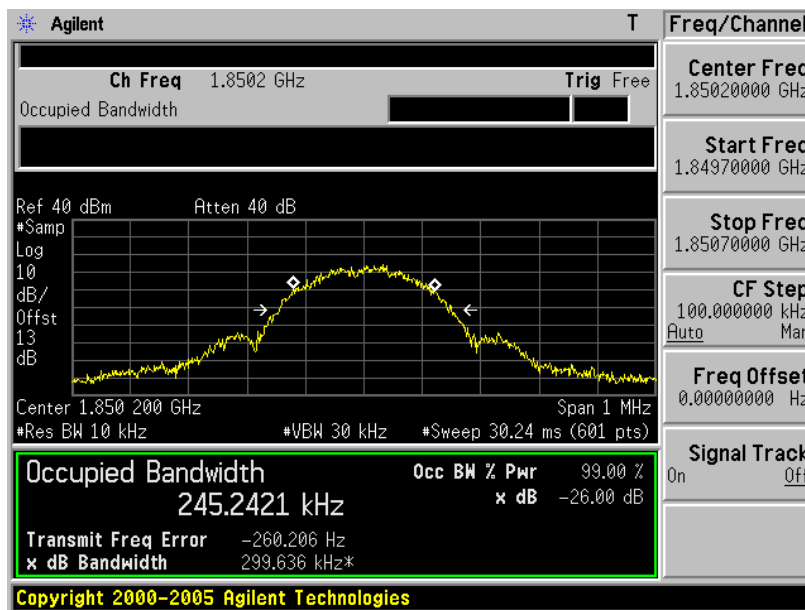 Agilent T Freq/Channel
Ch Freq 1.8502 GHz Trig Free
Occupied Bandwidth
Center Freq
1.85020000 GHz
Start Freq
1.84970000 GHz
Stop Freq
1.85070000 GHz
CF Step
100.000000 kHz
Auto Man
Freq Offset
0.00000000 Hz
Signal Track
On Off
Ref 40 dBm Atten 40 dB
#Samp
Log
10
dB/
Offst
13
dB
Center 1.850 200 GHz Span 1 MHz
#Res BW 10 kHz #VBW 30 kHz #Sweep 30.24 ms (601 pts)
Occupied Bandwidth Occ BW % Pwr 99.00 %
245.2421 kHz x dB -26.00 dB
Transmit Freq Error -260.206 Hz
x dB Bandwidth 299.636 kHz*
Copyright 2000-2005 Agilent Technologies